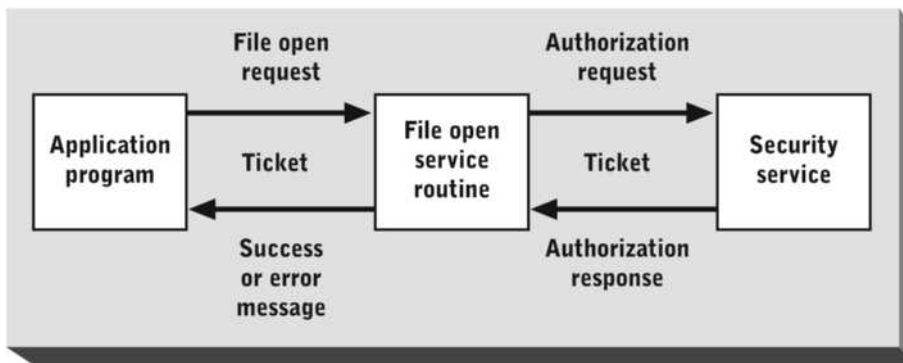 File open
request
Authorization
request
Application
program
Ticket
File open
service
routine
Ticket
Security
service
Success
or error
message
Authorization
response